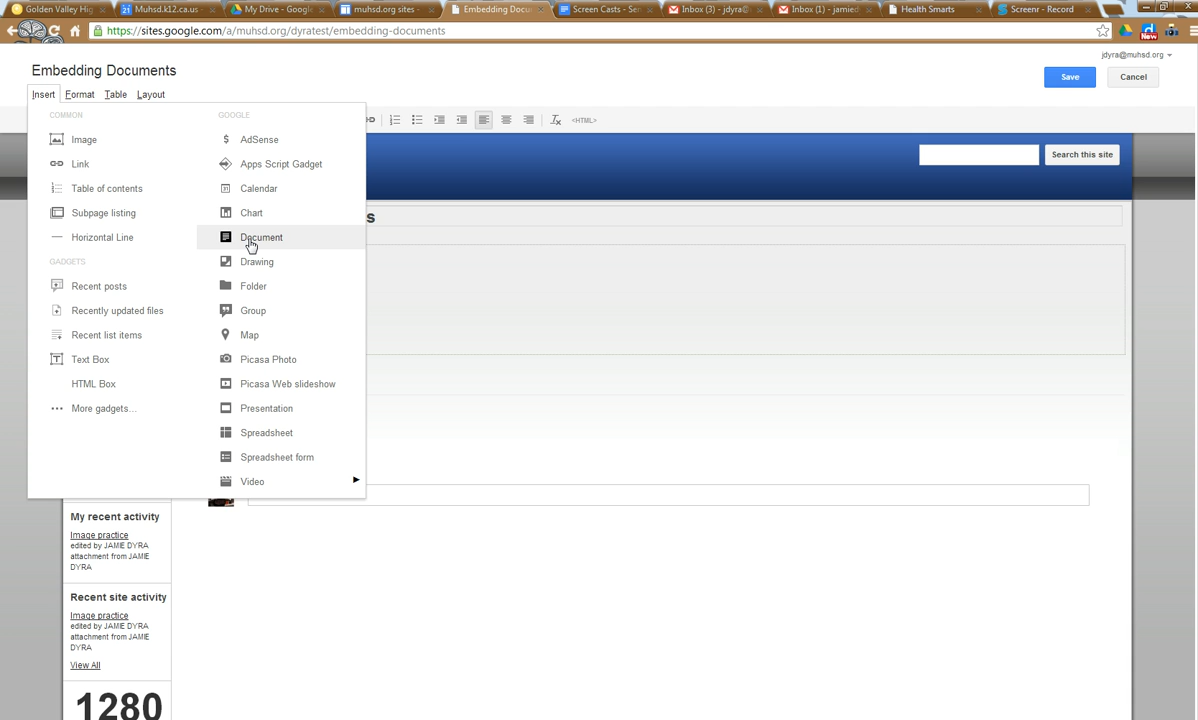 Golden Valley Hig
Muhsd.k12.ca.us -
My Drive - Google
muhsd.org sites -
Embedding Docu
Screen Casts - Ser
Inbox (3) - jdyra@
Inbox (1) - jamied
Health Smarts
Screenr - Record
https://sites.google.com/a/muhsd.org/dyratest/embedding-documents
New
jdyra@muhsd.org
Embedding Documents
Save
Cancel
Insert
Format
Table
Layout
<HTML>
COMMON
Image
Link
Table of contents
Subpage listing
Horizontal Line
GADGETS
Recent posts
Recently updated files
Recent list items
Text Box
HTML Box
More gadgets...
GOOGLE
AdSense
Apps Script Gadget
Calendar
Chart
Document
Drawing
Folder
Group
Map
Picasa Photo
Picasa Web slideshow
Presentation
Spreadsheet
Spreadsheet form
Video
Search this site
s
My recent activity
Image practice
edited by JAMIE DYRA
attachment from JAMIE
DYRA
Recent site activity
Image practice
edited by JAMIE DYRA
attachment from JAMIE
DYRA
View All
1280